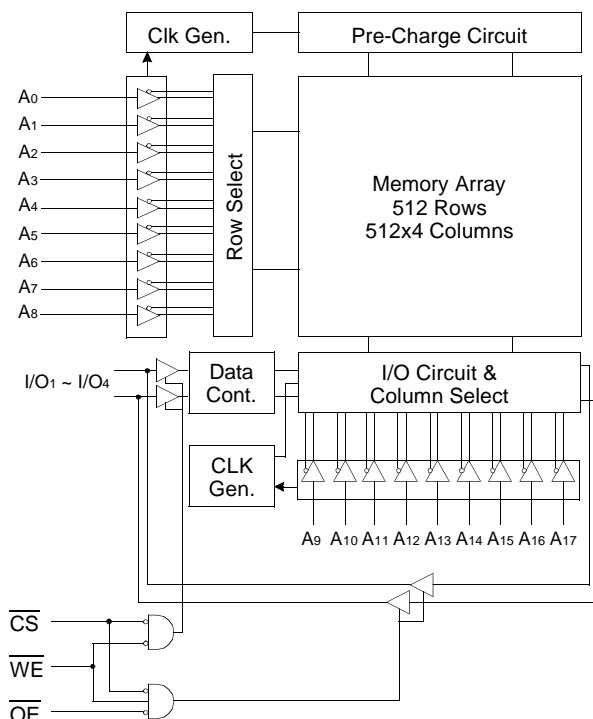 Clk Gen.
Pre-Charge Circuit
A0
A1
A2
A3
A4
A5
A6
A7
A8
Row Select
Memory Array
512 Rows
512x4 Columns
I/O1 ~ I/O4
Data
Cont.
I/O Circuit &
Column Select
CLK
Gen.
A9 A10 A11 A12 A13 A14 A15 A16 A17
CS
WE
OE